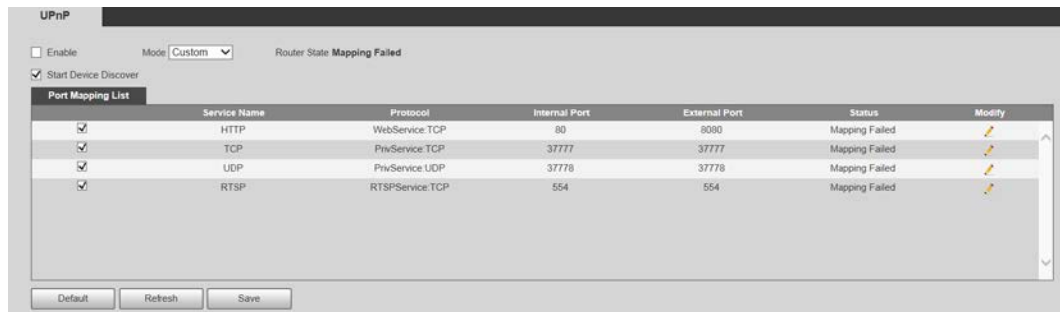 UPnP
Enable Mode Custom Router State Mapping Failed
Start Device Discover
Port Mapping List
Service Name Protocol Internal Port External Port Status Modify
HTTP WebService:TCP 80 8080 Mapping Failed
TCP PrivService:TCP 37777 37777 Mapping Failed
UDP PrivService:UDP 37778 37778 Mapping Failed
RTSP RTSPService:TCP 554 554 Mapping Failed
Default Refresh Save